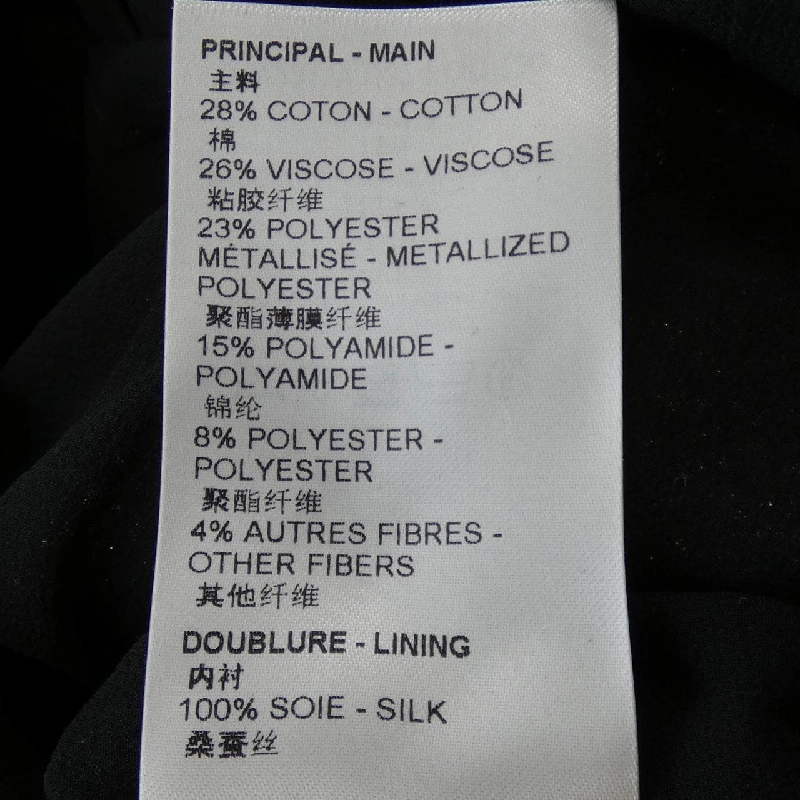 PRINCIPAL - MAIN
主料
28% COTON - COTTON
棉
26% VISCOSE - VISCOSE
粘胶纤维
23% POLYESTER
MÉTALLISÉ - METALLIZED
POLYESTER
聚酯薄膜纤维
15% POLYAMIDE -
POLYAMIDE
锦纶
8% POLYESTER -
POLYESTER
聚酯纤维
4% AUTRES FIBRES -
OTHER FIBERS
其他纤维
DOUBLURE - LINING
内衬
100% SOIE - SILK
桑蚕丝